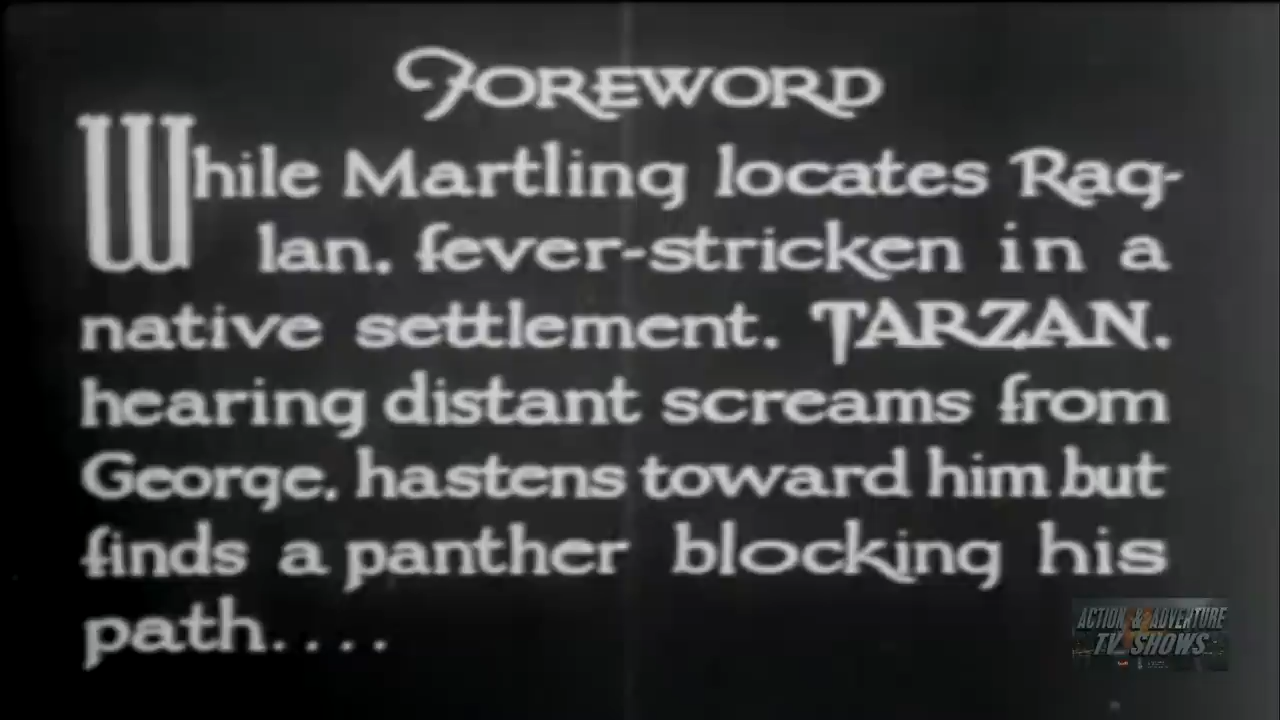 FOREWORD
While Martling locates Rag-
lan, fever-stricken in a
native settlement, TARZAN,
hearing distant screams from
George, hastens toward him but
finds a panther blocking his
path....
ACTION & ADVENTURE
TV SHOWS